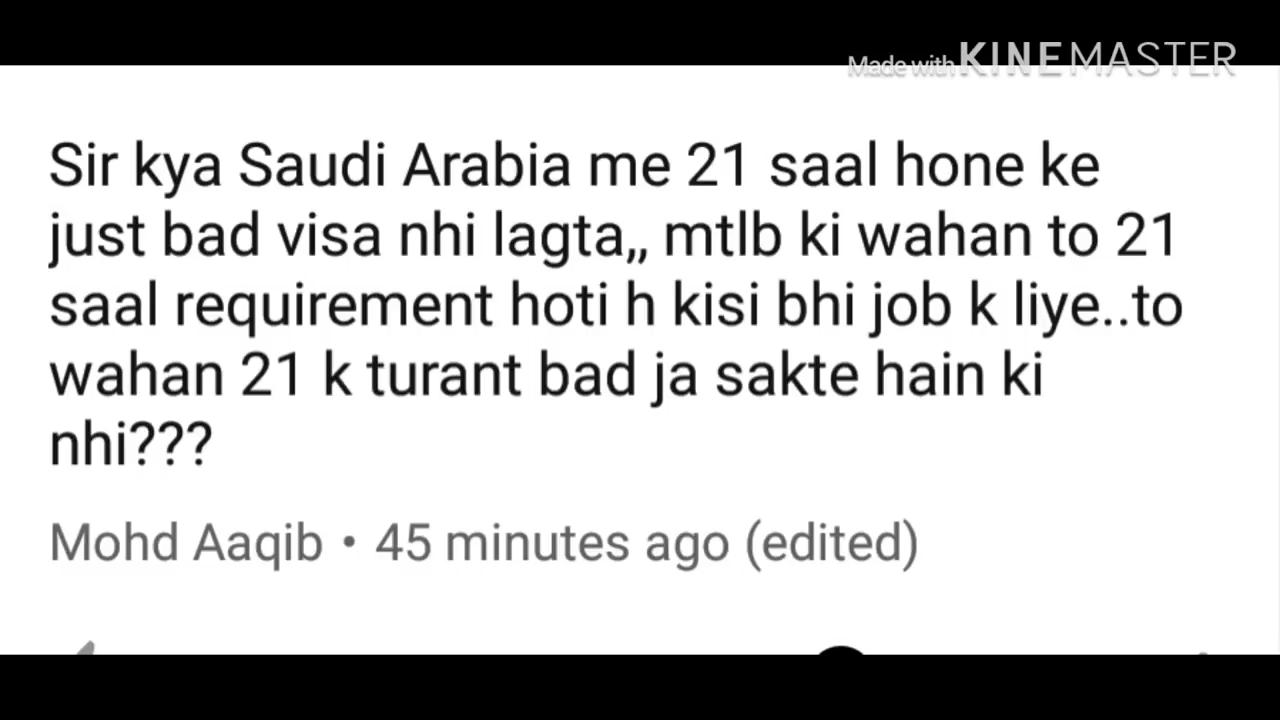 Made with KINEMASTER
Sir kya Saudi Arabia me 21 saal hone ke
just bad visa nhi lagta,, mtlb ki wahan to 21
saal requirement hoti h kisi bhi job k liye..to
wahan 21 k turant bad ja sakte hain ki
nhi???
Mohd Aaqib • 45 minutes ago (edited)